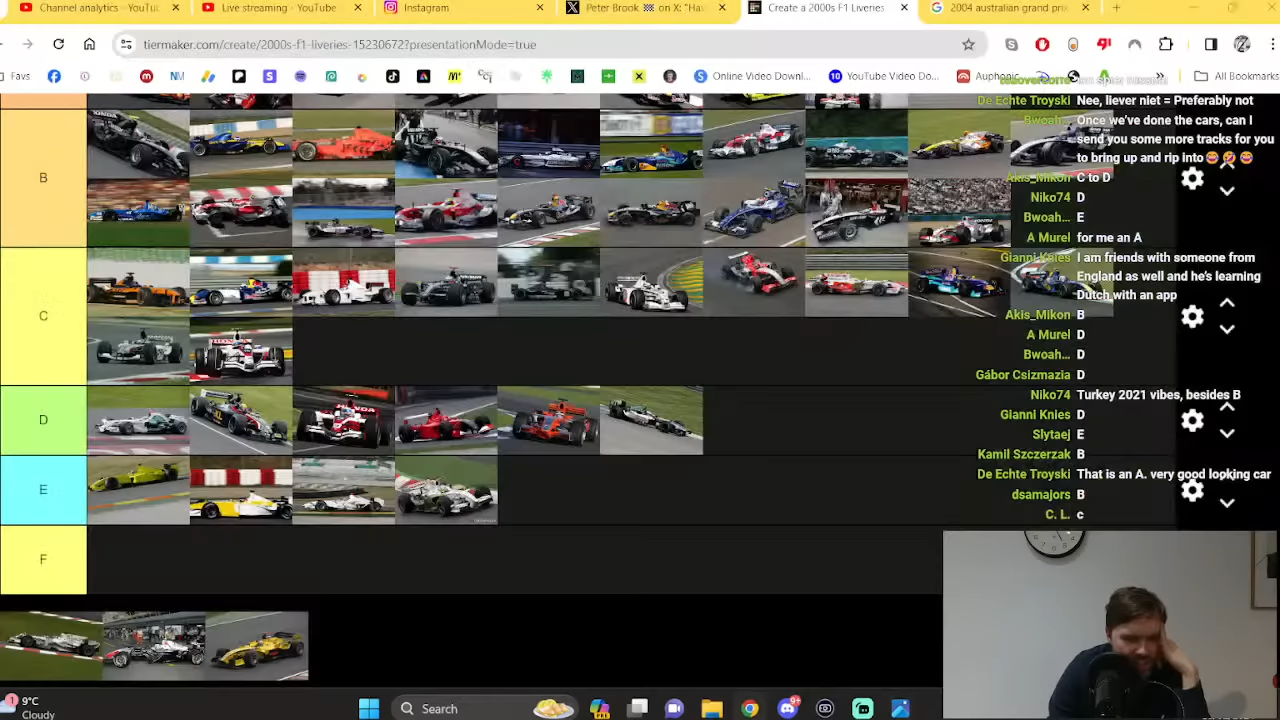 Channel analytics - YouTu
Live streaming - YouTube
Instagram
Peter Brook 🏁 on X: "Hav
Create a 2000s F1 Liveries
2004 australian grand prix
tiermaker.com/create/2000s-f1-liveries-15230672?presentationMode=true
Favs
Online Video Downl...
YouTube Video Do...
Auphonic
All Bookmarks
De Echte Troyski Nee, liever niet = Preferably not
Bwoah... Once we've done the cars, can I
send you some more tracks for you
to bring up and rip into
Akis_Mikon C to D
Niko74 D
Bwoah... E
A Murel for me an A
Gianni Knies I am friends with someone from
England as well and he's learning
Dutch with an app
Akis_Mikon B
A Murel D
Bwoah... D
Gábor Csizmazia D
Niko74 Turkey 2021 vibes, besides B
Gianni Knies D
Slytaej E
Kamil Szczerzak B
De Echte Troyski That is an A. very good looking car
dsamajors B
C. L. c
B
C
D
E
F
9°C
Cloudy
Search